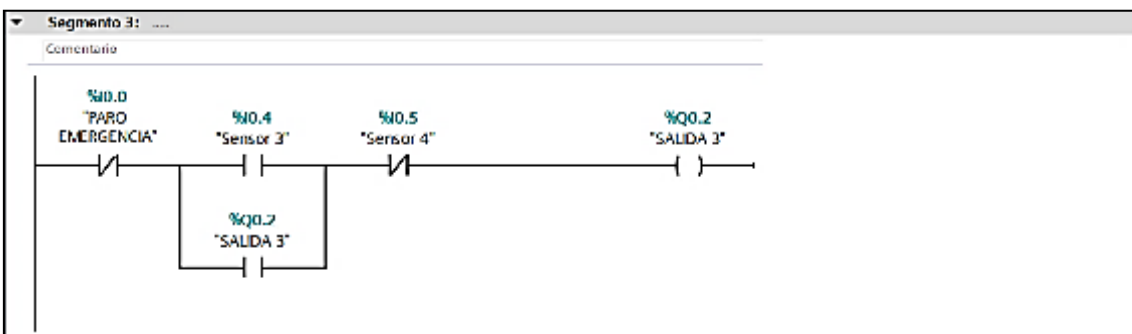 Segmento 3: ....
Comentario
%I0.0
"PARO
EMERGENCIA"
%I0.4
"Sensor 3"
%I0.5
"Sensor 4"
%Q0.2
"SALIDA 3"
%Q0.2
"SALIDA 3"